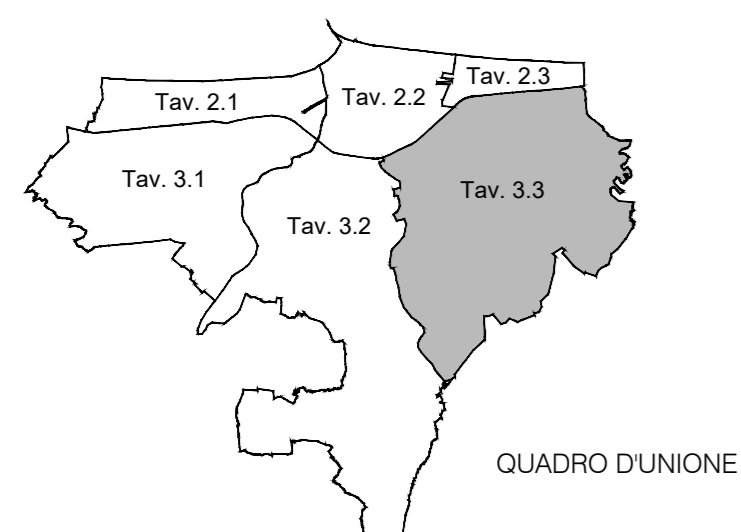 Tav. 2.1
Tav. 2.2
Tav. 2.3
Tav. 3.1
Tav. 3.2
Tav. 3.3
QUADRO D'UNIONE